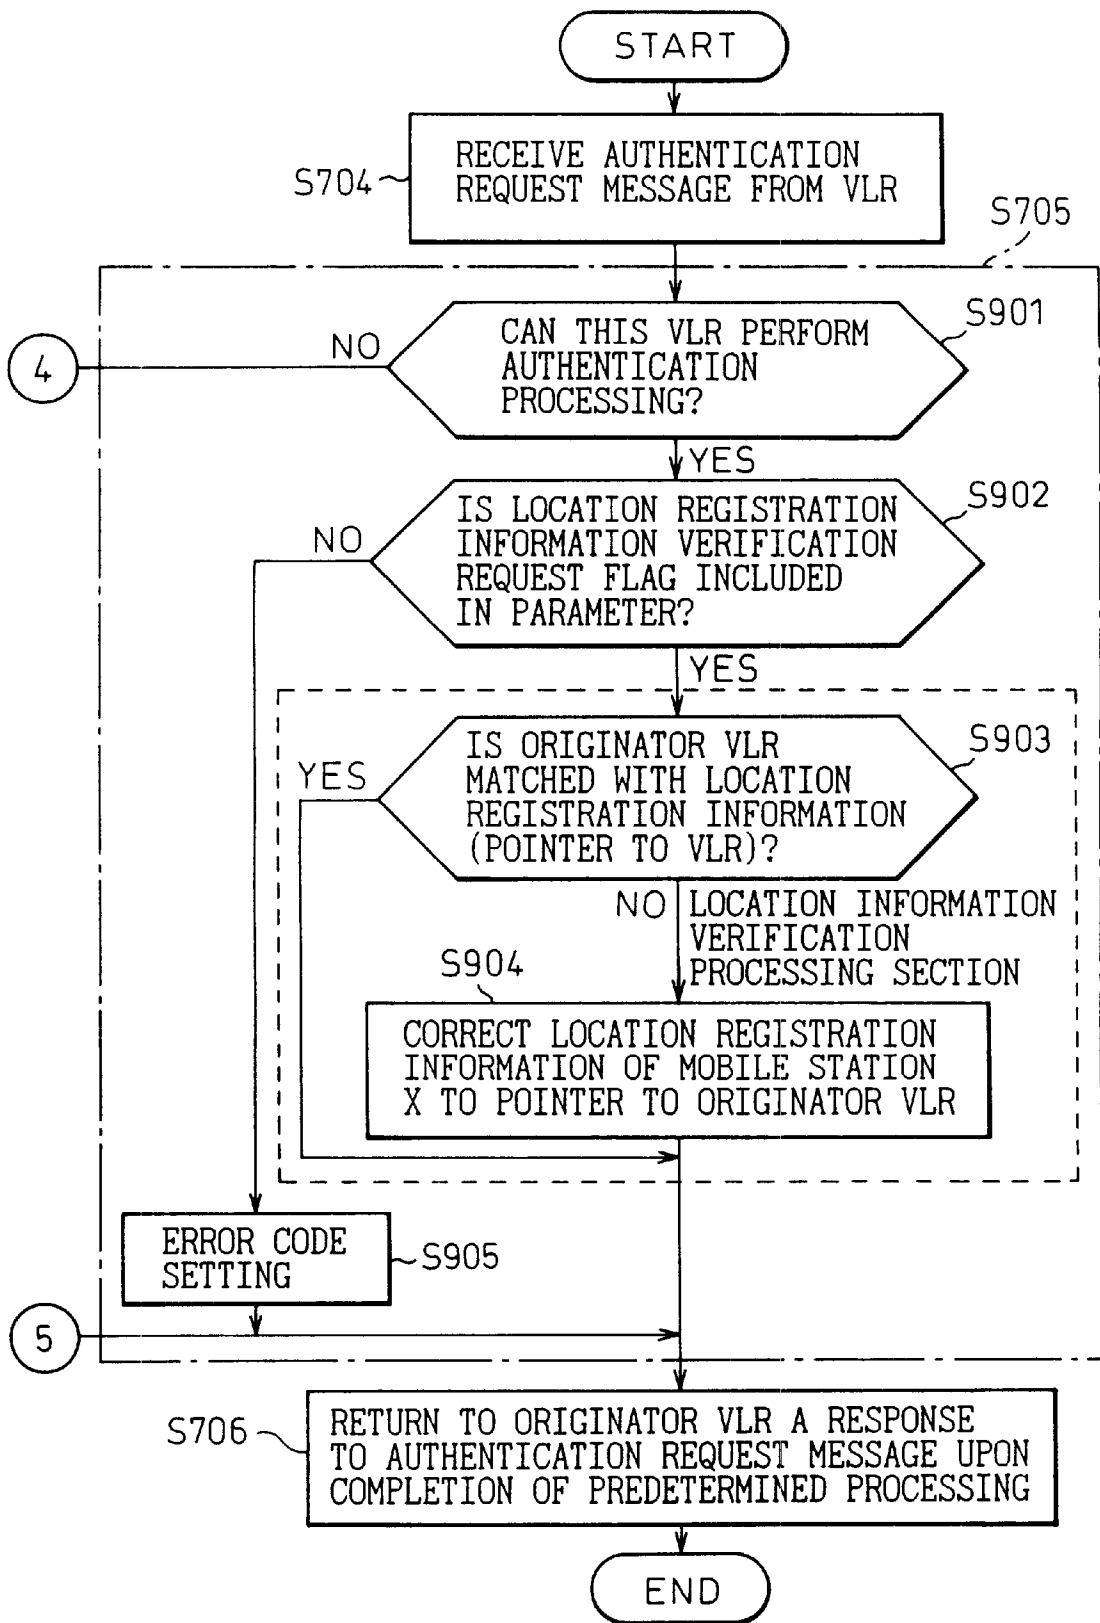 START
RECEIVE AUTHENTICATION
REQUEST MESSAGE FROM VLR
S704
S705
CAN THIS VLR PERFORM
AUTHENTICATION
PROCESSING?
S901
NO
4
YES
IS LOCATION REGISTRATION
INFORMATION VERIFICATION
REQUEST FLAG INCLUDED
IN PARAMETER?
S902
NO
YES
IS ORIGINATOR VLR
MATCHED WITH LOCATION
REGISTRATION INFORMATION
(POINTER TO VLR)?
S903
YES
NO
LOCATION INFORMATION
VERIFICATION
PROCESSING SECTION
S904
CORRECT LOCATION REGISTRATION
INFORMATION OF MOBILE STATION
X TO POINTER TO ORIGINATOR VLR
ERROR CODE
SETTING
S905
5
S706
RETURN TO ORIGINATOR VLR A RESPONSE
TO AUTHENTICATION REQUEST MESSAGE UPON
COMPLETION OF PREDETERMINED PROCESSING
END